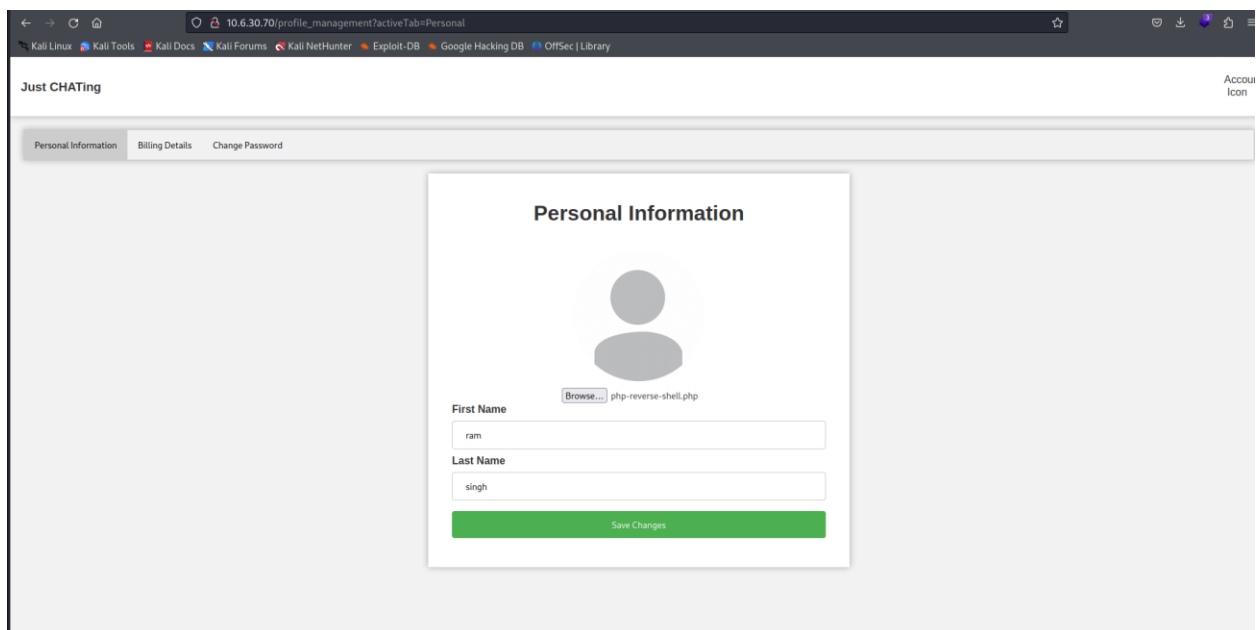 10.6.30.70/profile_management?activeTab=Personal
3
Kali Linux Kali Tools Kali Docs Kali Forums Kali NetHunter Exploit-DB Google Hacking DB OffSec | Library
Just CHATing
Accoun
Icon
Personal Information Billing Details Change Password
Personal Information
Browse... php-reverse-shell.php
First Name
ram
Last Name
singh
Save Changes